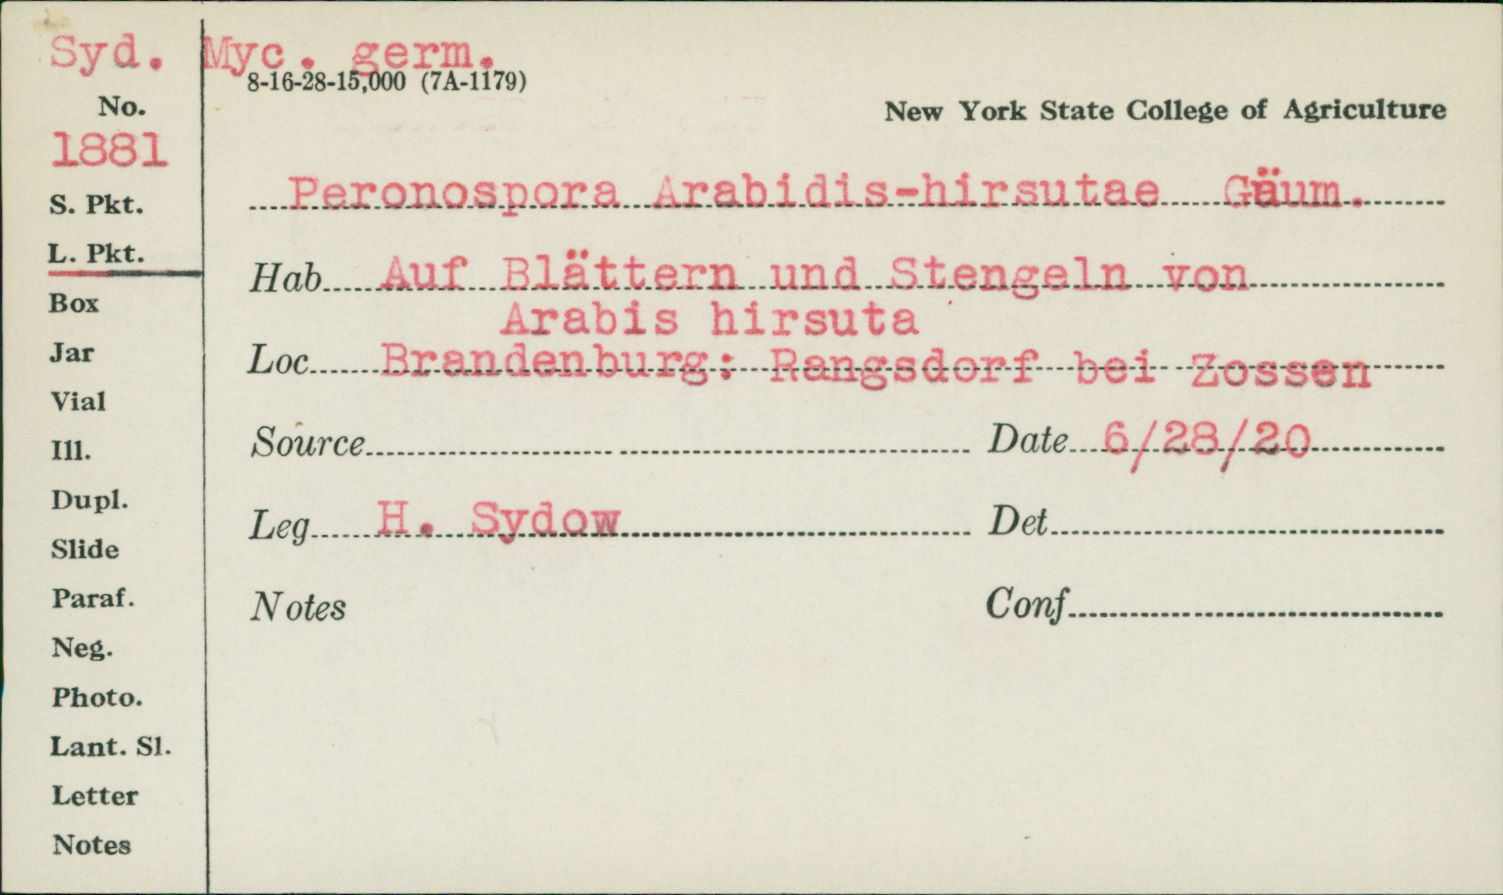 Syd. Myc. germ.
8-16-28-15,000 (7A-1179)
No.
New York State College of Agriculture
1881
Peronospora Arabidis-hirsutae Gäum.
S. Pkt.
L. Pkt.
Hab Auf Blättern und Stengeln von
Arabis hirsuta
Box
Jar
Loc Brandenburg: Rangsdorf bei Zossen
Vial
Ill.
Source Date 6/28/20
Dupl.
Leg H. Sydow Det
Slide
Paraf.
Notes Conf
Neg.
Photo.
Lant. Sl.
Letter
Notes